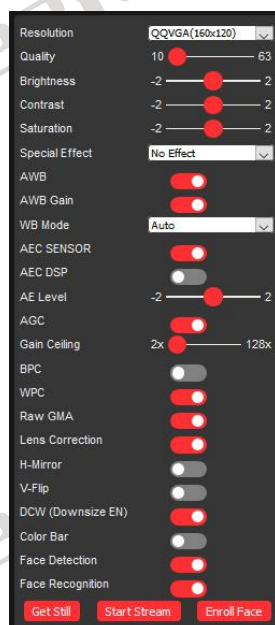 Resolution QQVGA(160x120)
Quality 10 63
Brightness -2 2
Contrast -2 2
Saturation -2 2
Special Effect No Effect
AWB
AWB Gain
WB Mode Auto
AEC SENSOR
AEC DSP
AE Level -2 2
AGC
Gain Ceiling 2x 128x
BPC
WPC
Raw GMA
Lens Correction
H-Mirror
V-Flip
DCW (Downsize EN)
Color Bar
Face Detection
Face Recognition
Get Still Start Stream Enroll Face